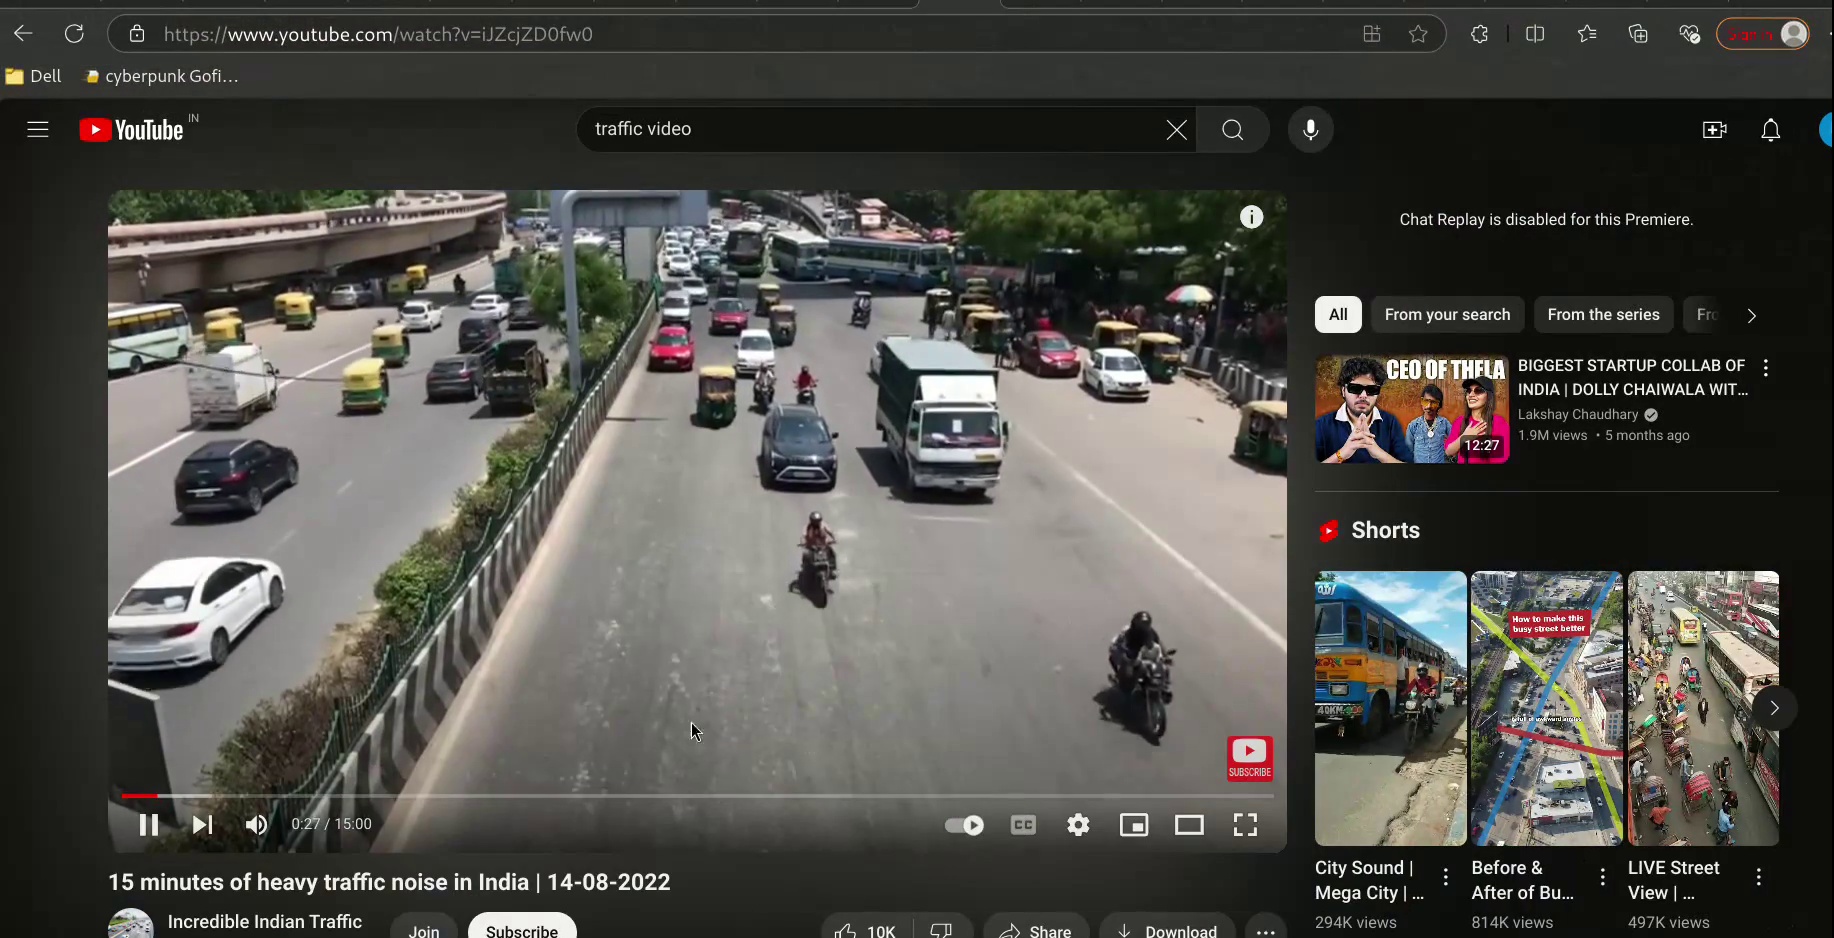 https://www.youtube.com/watch?v=iJZcjZD0fw0
Sign in
Dell
cyberpunk Gofi...
YouTube IN
traffic video
SUBSCRIBE
0:27 / 15:00
CC
15 minutes of heavy traffic noise in India | 14-08-2022
Incredible Indian Traffic
Join
Subscribe
10K
Share
Download
Chat Replay is disabled for this Premiere.
All
From your search
From the series
Fro
CEO OF THELA
12:27
BIGGEST STARTUP COLLAB OF
INDIA | DOLLY CHAIWALA WIT...
Lakshay Chaudhary
1.9M views • 5 months ago
Shorts
How to make this
busy street better
City Sound |
Mega City | ...
294K views
Before &
After of Bu...
814K views
LIVE Street
View | ...
497K views